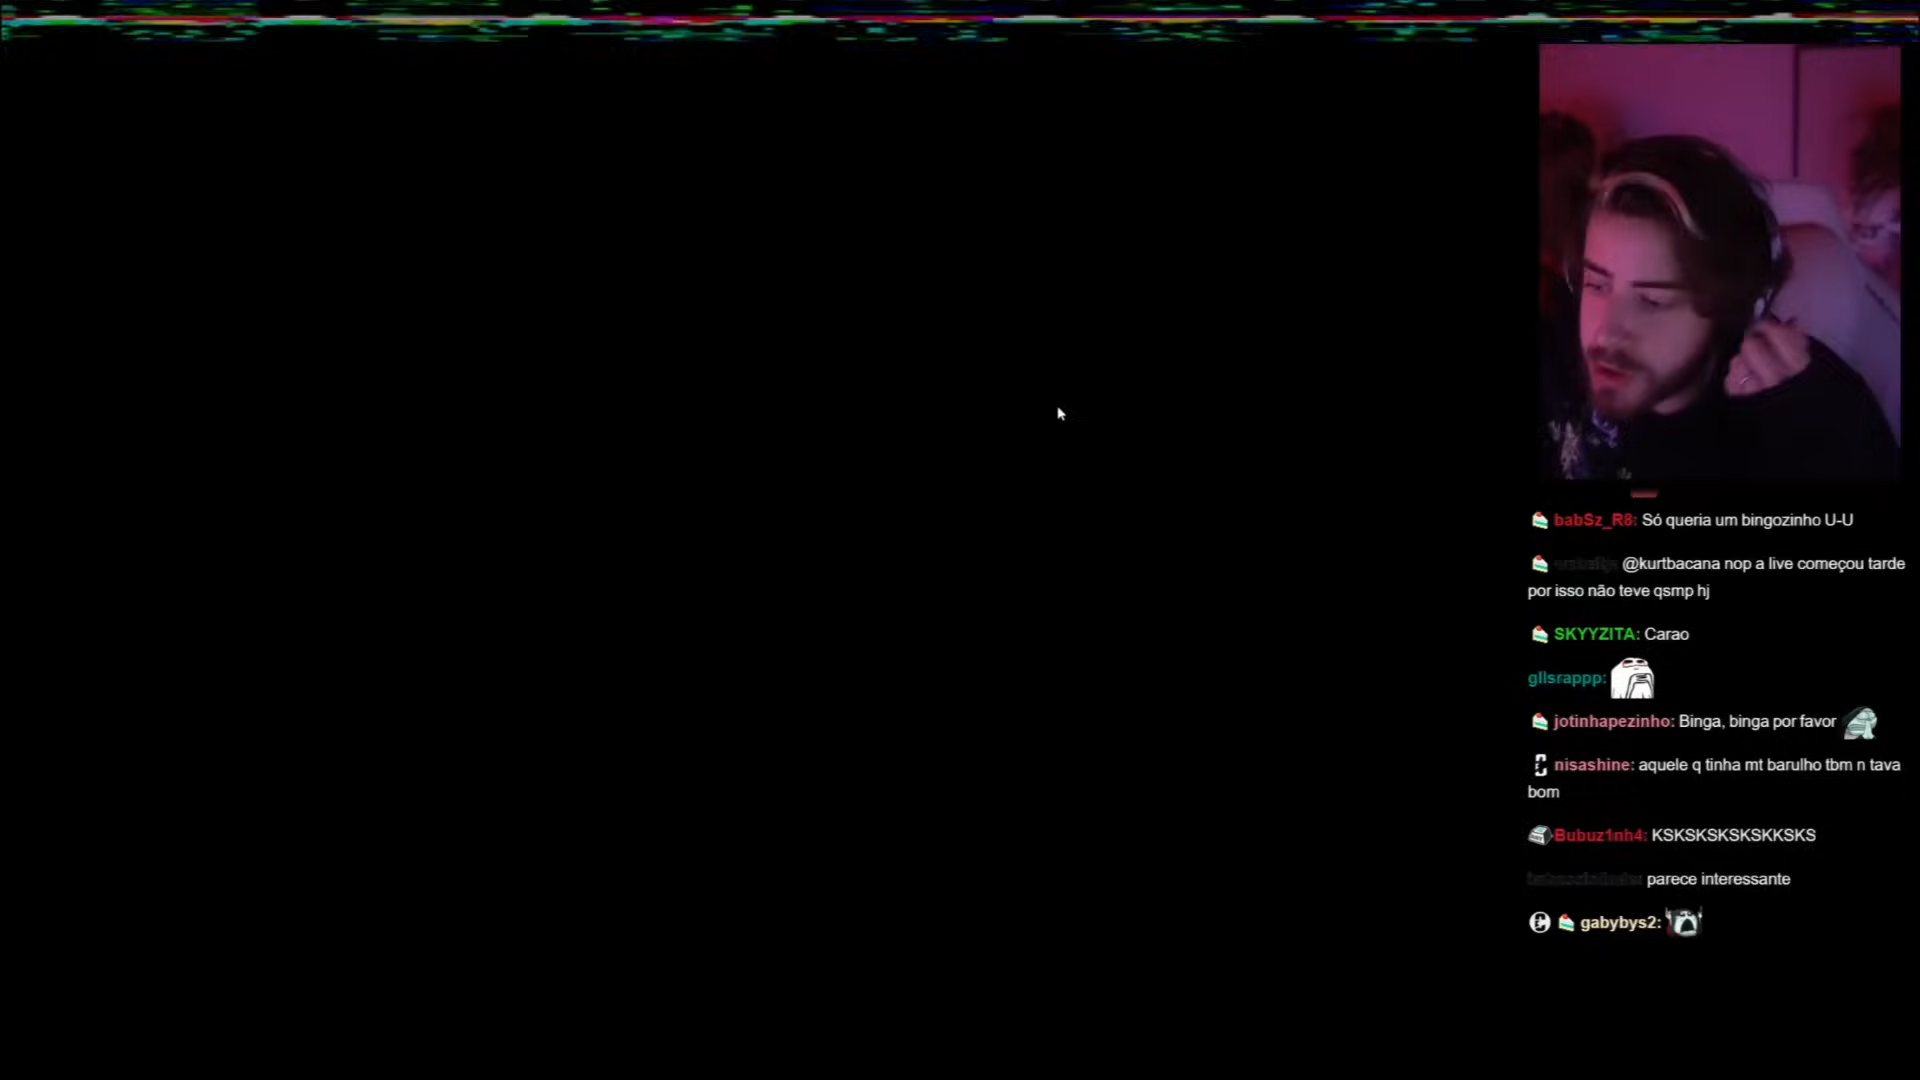 babSz_R8: Só queria um bingozinho U-U
@kurtbacana nop a live começou tarde
por isso não teve qsmp hj
SKYYZITA: Carao
gllsrappp:
jotinhapezinho: Binga, binga por favor
nisashine: aquele q tinha mt barulho tbm n tava
bom
Bubuz1nh4: KSKSKSKSKSKKSKS
parece interessante
gabybys2: